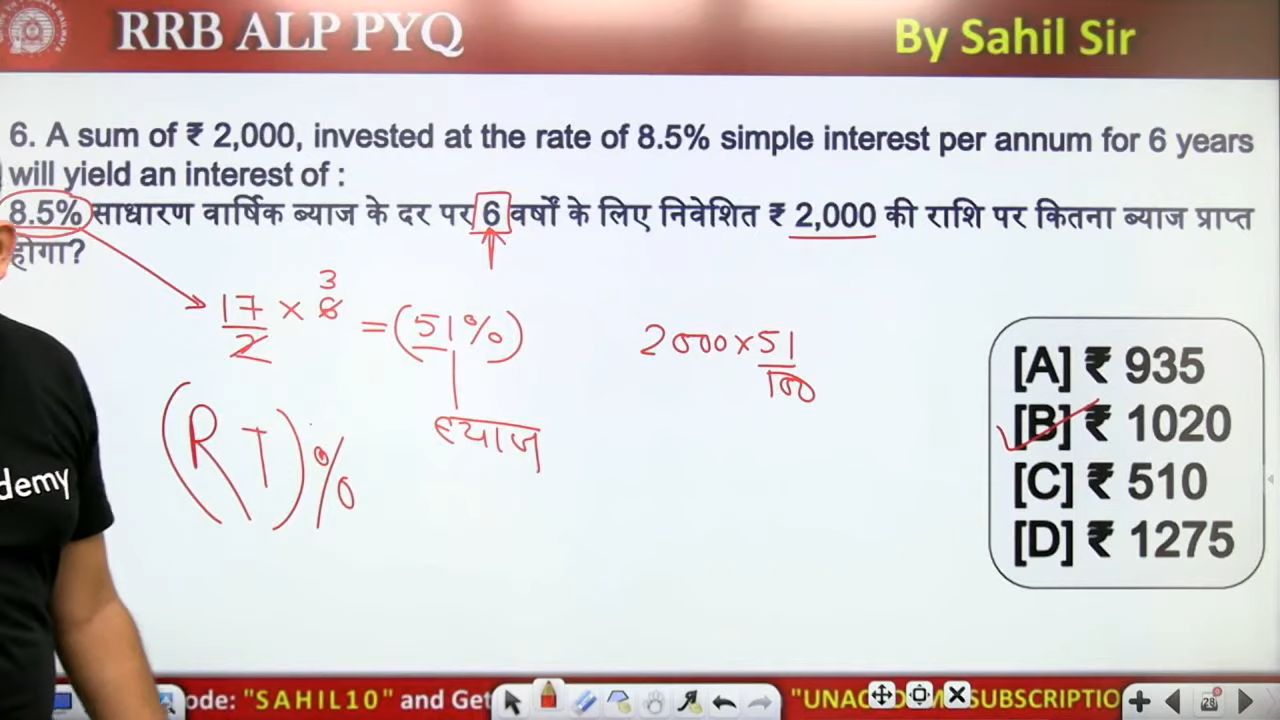 RRB ALP PYQ
By Sahil Sir
6. A sum of ₹ 2,000, invested at the rate of 8.5% simple interest per annum for 6 years
will yield an interest of :
8.5% साधारण वार्षिक ब्याज के दर पर 6 वर्षों के लिए निवेशित ₹ 2,000 की राशि पर कितना ब्याज प्राप्त
होगा?
17/2 × 6 3 = (51%)
2000 × 51/100
(RT)%
ब्याज
[A] ₹ 935
[B] ₹ 1020
[C] ₹ 510
[D] ₹ 1275
demy
ode: "SAHIL10" and Get
"UNAC
SUBSCRIPTIO
28